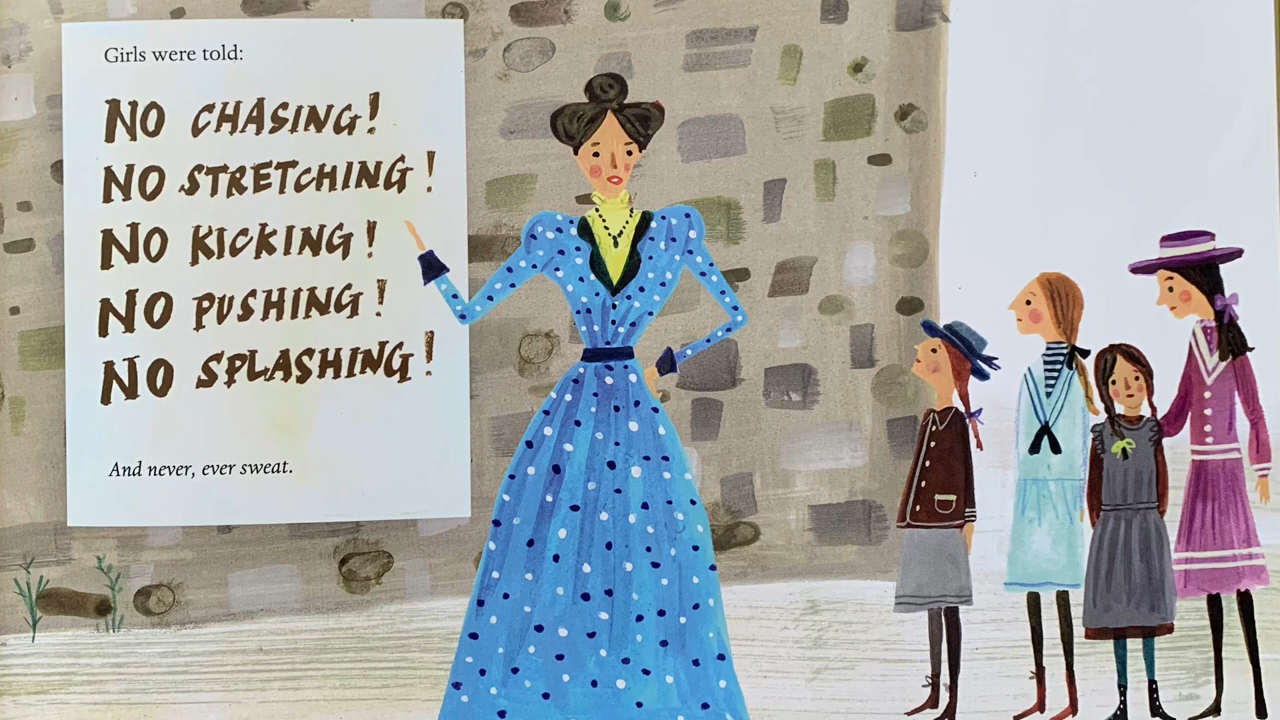 Girls were told:
NO CHASING!
NO STRETCHING!
NO KICKING!
NO PUSHING!
NO SPLASHING!
And never, ever sweat.